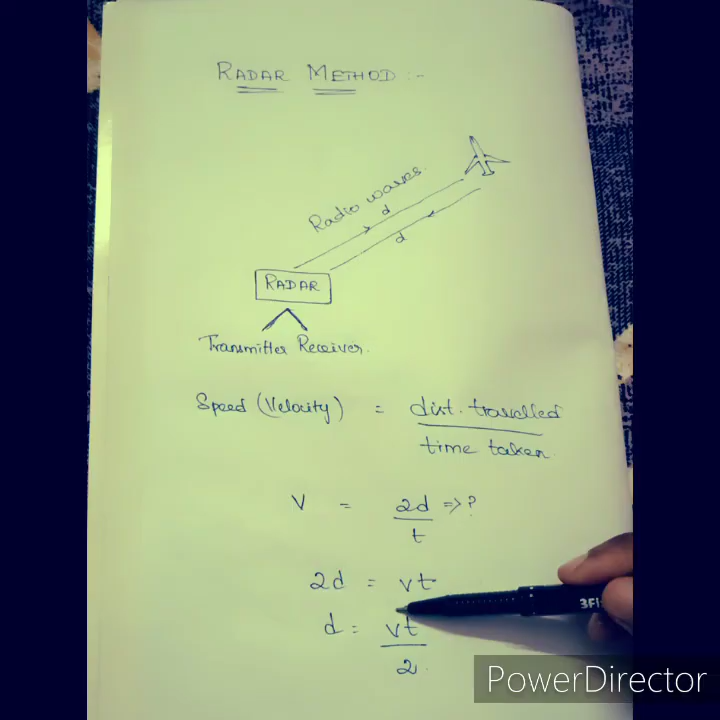 RADAR METHOD :-
Radio waves.
d
d
RADAR
Transmitter Receiver.
Speed (Velocity) = dist. travelled
time taken.
V = 2d => ?
t
2d = vt
d = vt
2.
3Fi
PowerDirector